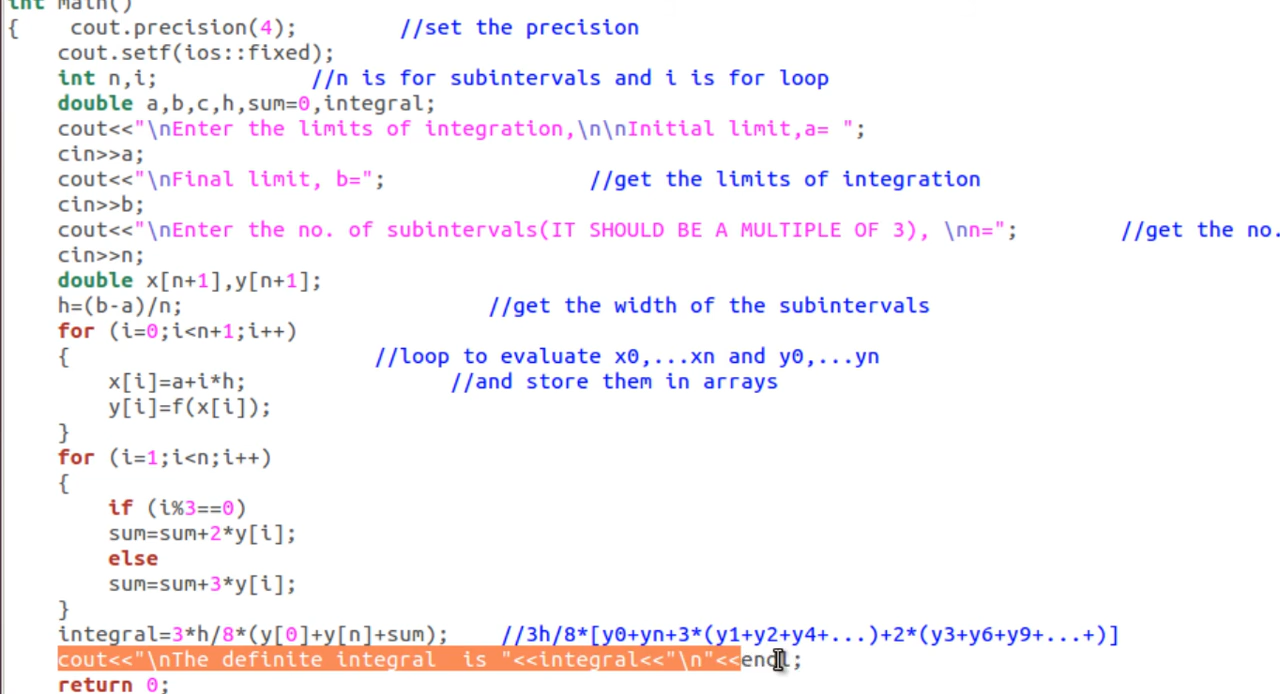 int main()
{    cout.precision(4);        //set the precision
    cout.setf(ios::fixed);
    int n,i;            //n is for subintervals and i is for loop
    double a,b,c,h,sum=0,integral;
    cout<<"\nEnter the limits of integration,\n\nInitial limit,a= ";
    cin>>a;
    cout<<"\nFinal limit, b=";                //get the limits of integration
    cin>>b;
    cout<<"\nEnter the no. of subintervals(IT SHOULD BE A MULTIPLE OF 3), \nn=";        //get the no.
    cin>>n;
    double x[n+1],y[n+1];
    h=(b-a)/n;                        //get the width of the subintervals
    for (i=0;i<n+1;i++)
    {                        //loop to evaluate x0,...xn and y0,...yn
        x[i]=a+i*h;                //and store them in arrays
        y[i]=f(x[i]);
    }
    for (i=1;i<n;i++)
    {
        if (i%3==0)
        sum=sum+2*y[i];
        else
        sum=sum+3*y[i];
    }
    integral=3*h/8*(y[0]+y[n]+sum);    //3h/8*[y0+yn+3*(y1+y2+y4+...)+2*(y3+y6+y9+...+)]
    cout<<"\nThe definite integral  is "<<integral<<"\n"<<endl;
    return 0;